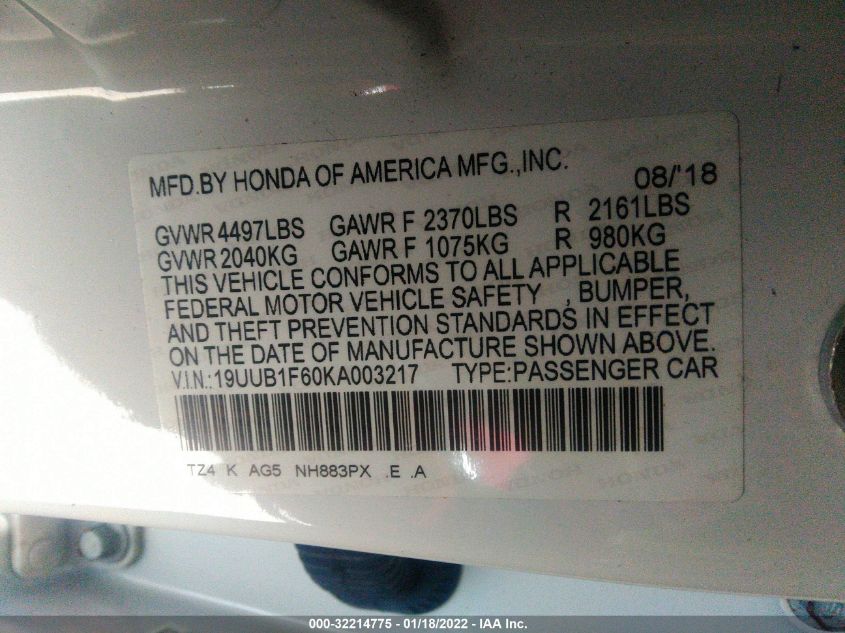 MFD.BY HONDA OF AMERICA MFG.,INC. 08/'18
GVWR 4497LBS GAWR F 2370LBS R 2161LBS
GVWR 2040KG GAWR F 1075KG R 980KG
THIS VEHICLE CONFORMS TO ALL APPLICABLE
FEDERAL MOTOR VEHICLE SAFETY , BUMPER,
AND THEFT PREVENTION STANDARDS IN EFFECT
ON THE DATE OF MANUFACTURE SHOWN ABOVE.
V.I.N.:19UUB1F60KA003217 TYPE:PASSENGER CAR
TZ4 K AG5 NH883PX .E .A
000-32214775 - 01/18/2022 - IAA Inc.